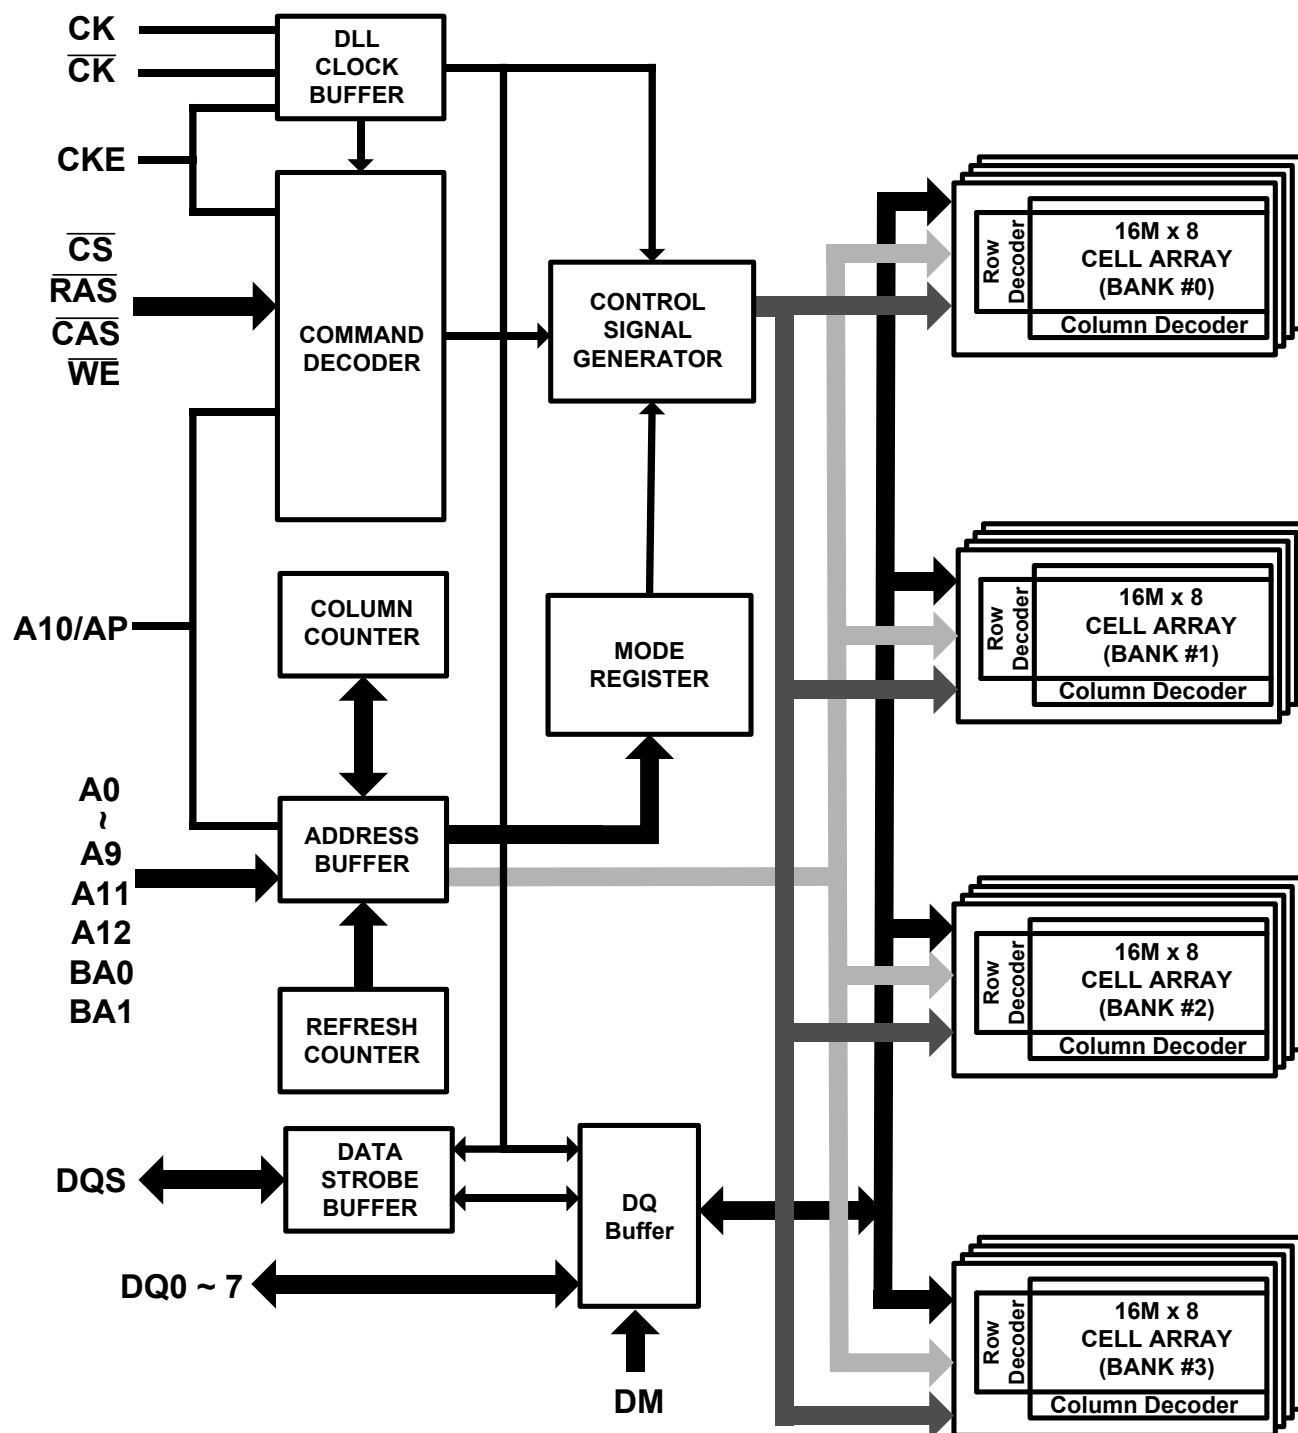 CK
CK
CKE
CS
RAS
CAS
WE
A10/AP
A0
~
A9
A11
A12
BA0
BA1
DQS
DQ0 ~ 7
DLL
CLOCK
BUFFER
COMMAND
DECODER
COLUMN
COUNTER
ADDRESS
BUFFER
REFRESH
COUNTER
DATA
STROBE
BUFFER
CONTROL
SIGNAL
GENERATOR
MODE
REGISTER
DQ
Buffer
DM
Row
Decoder
16M x 8
CELL ARRAY
(BANK #0)
Column Decoder
Row
Decoder
16M x 8
CELL ARRAY
(BANK #1)
Column Decoder
Row
Decoder
16M x 8
CELL ARRAY
(BANK #2)
Column Decoder
Row
Decoder
16M x 8
CELL ARRAY
(BANK #3)
Column Decoder